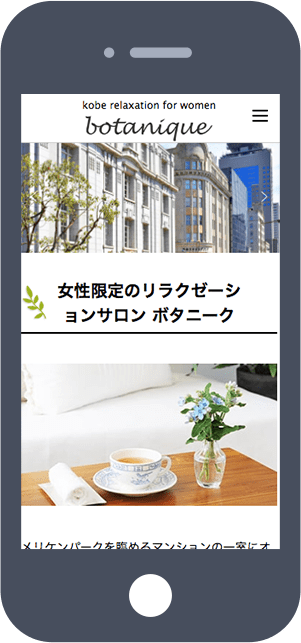 kobe relaxation for women
botanique
女性限定のリラクゼーシ
ョンサロン ボタニーク
メリケンパークを臨めるマンションの一室にオ